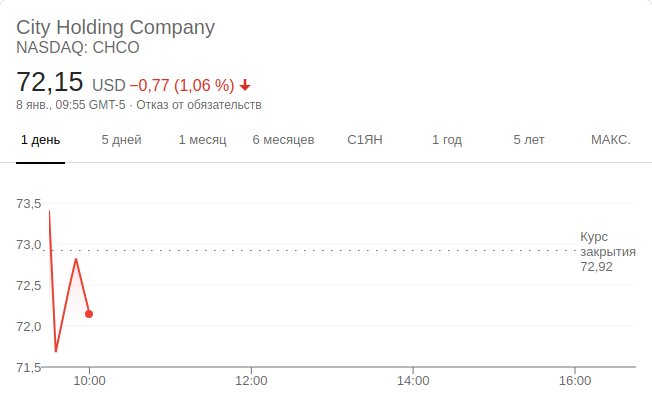 City Holding Company
NASDAQ: CHCO
72,15 USD −0,77 (1,06 %)
8 янв., 09:55 GMT-5 · Отказ от обязательств
1 день 5 дней 1 месяц 6 месяцев С1ЯН 1 год 5 лет МАКС.
73,5
73,0
72,5
72,0
71,5
Курс
закрытия
72,92
10:00 12:00 14:00 16:00